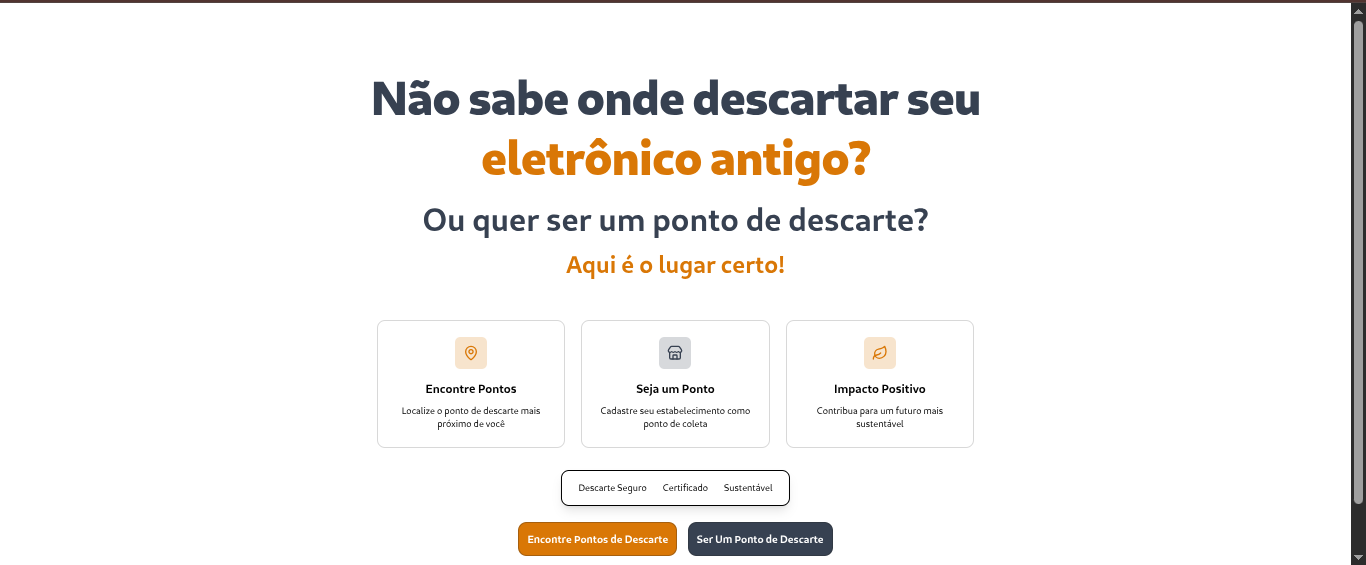 Não sabe onde descartar seu
eletrônico antigo?
Ou quer ser um ponto de descarte?
Aqui é o lugar certo!
Encontre Pontos
Localize o ponto de descarte mais
próximo de você
Seja um Ponto
Cadastre seu estabelecimento como
ponto de coleta
Impacto Positivo
Contribua para um futuro mais
sustentável
Descarte Seguro Certificado Sustentável
Encontre Pontos de Descarte Ser Um Ponto de Descarte